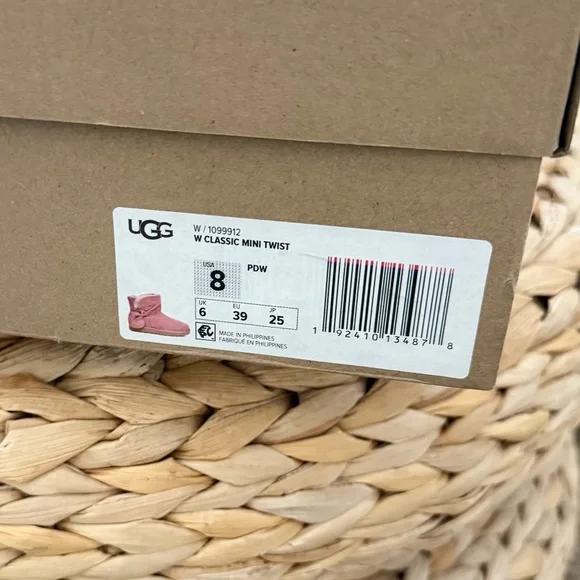 UGG
W / 1099912
W CLASSIC MINI TWIST
USA
8
PDW
UK EU JP
6 39 25
MADE IN PHILIPPINES
FABRIQUÉ EN PHILIPPINES
1 92410 13487 8